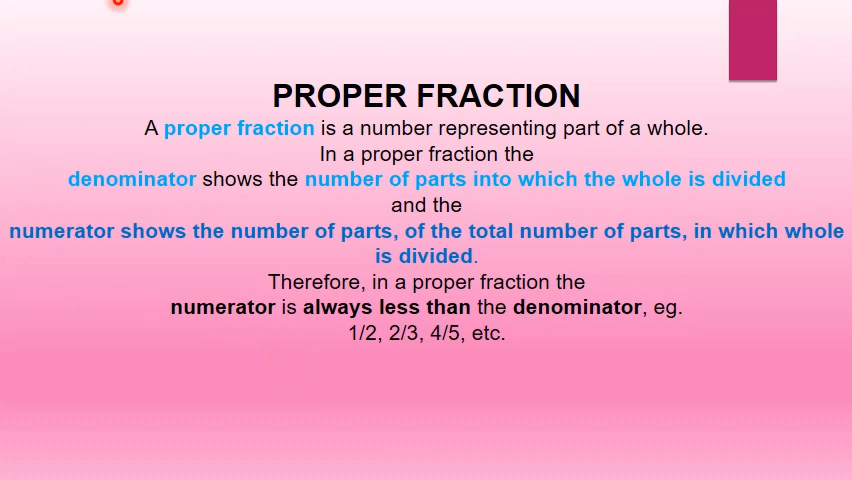 PROPER FRACTION
A proper fraction is a number representing part of a whole.
In a proper fraction the
denominator shows the number of parts into which the whole is divided
and the
numerator shows the number of parts, of the total number of parts, in which whole
is divided.
Therefore, in a proper fraction the
numerator is always less than the denominator, eg.
1/2, 2/3, 4/5, etc.